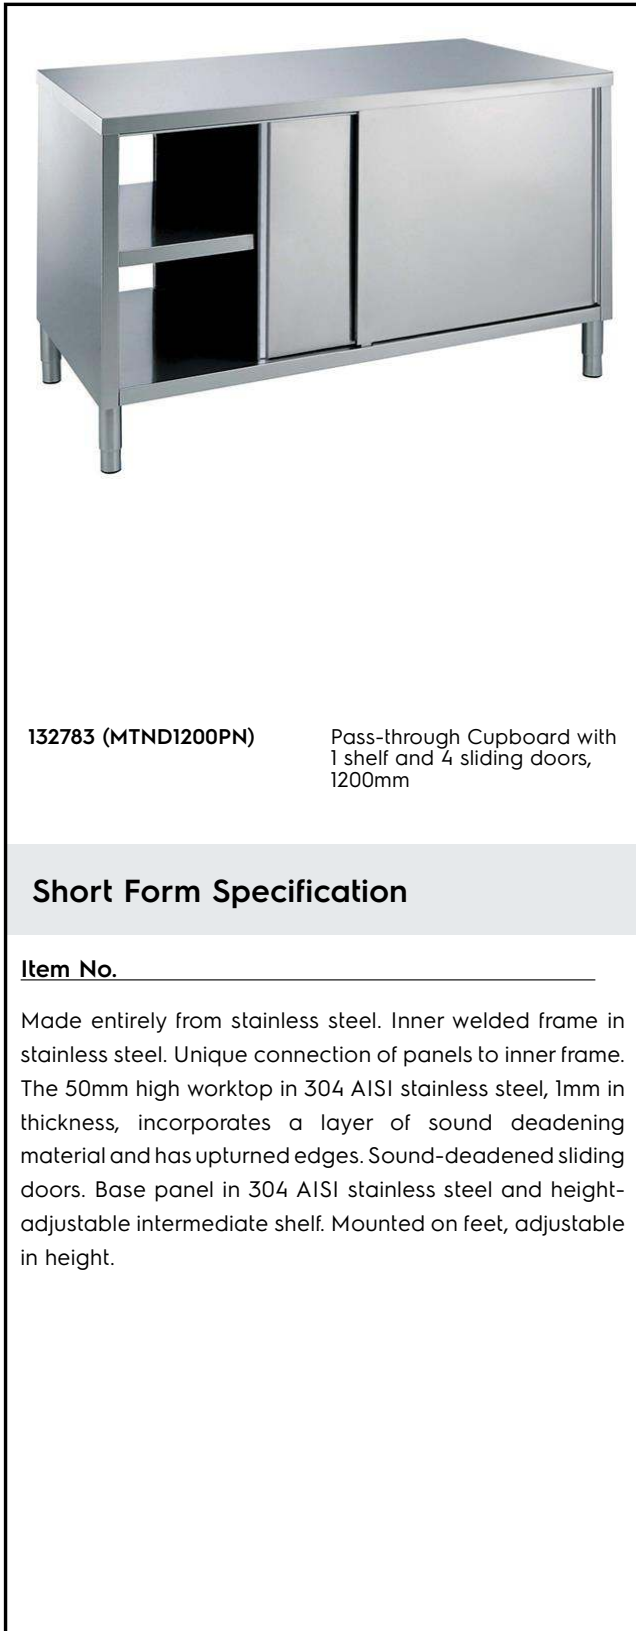 132783 (MTND1200PN)
Pass-through Cupboard with
1 shelf and 4 sliding doors,
1200mm
Short Form Specification
Item No.
Made entirely from stainless steel. Inner welded frame in
stainless steel. Unique connection of panels to inner frame.
The 50mm high worktop in 304 AISI stainless steel, 1mm in
thickness, incorporates a layer of sound deadening
material and has upturned edges. Sound-deadened sliding
doors. Base panel in 304 AISI stainless steel and height-
adjustable intermediate shelf. Mounted on feet, adjustable
in height.